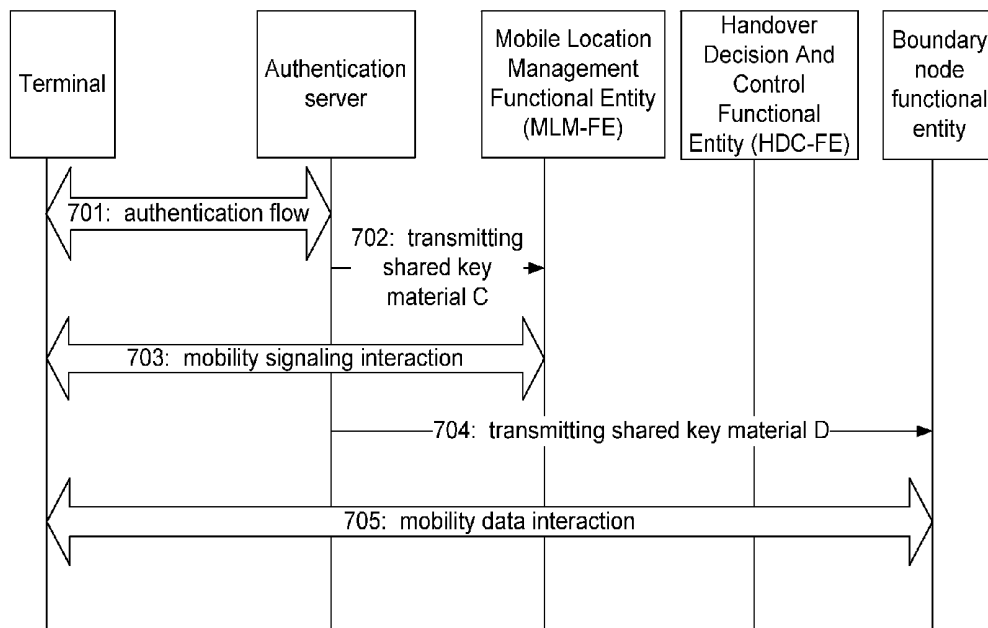 Terminal
Authentication
server
Mobile Location
Management
Functional Entity
(MLM-FE)
Handover
Decision And
Control
Functional
Entity (HDC-FE)
Boundary
node
functional
entity
701: authentication flow
702: transmitting
shared key
material C
703: mobility signaling interaction
704: transmitting shared key material D
705: mobility data interaction